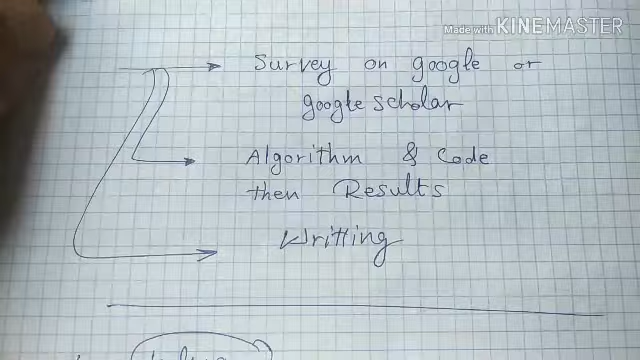 Made with KINEMASTER
Survey on google or
google scholar
Algorithm & Code
then Results
Writting